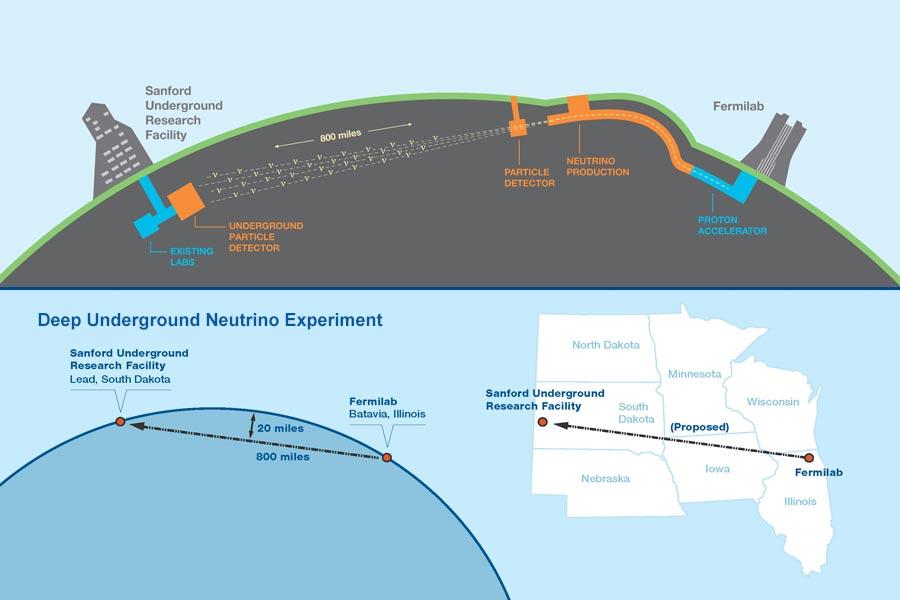 Sanford
Underground
Research
Facility
Fermilab
800 miles
ν ν ν ν ν ν ν
ν ν ν ν ν ν ν
ν ν ν ν ν ν ν
PARTICLE
DETECTOR
NEUTRINO
PRODUCTION
PROTON
ACCELERATOR
UNDERGROUND
PARTICLE
DETECTOR
EXISTING
LABS
Deep Underground Neutrino Experiment
Sanford Underground
Research Facility
Lead, South Dakota
Fermilab
Batavia, Illinois
20 miles
800 miles
North Dakota
Minnesota
Wisconsin
Sanford Underground
Research Facility
South
Dakota
(Proposed)
Iowa
Fermilab
Nebraska
Illinois